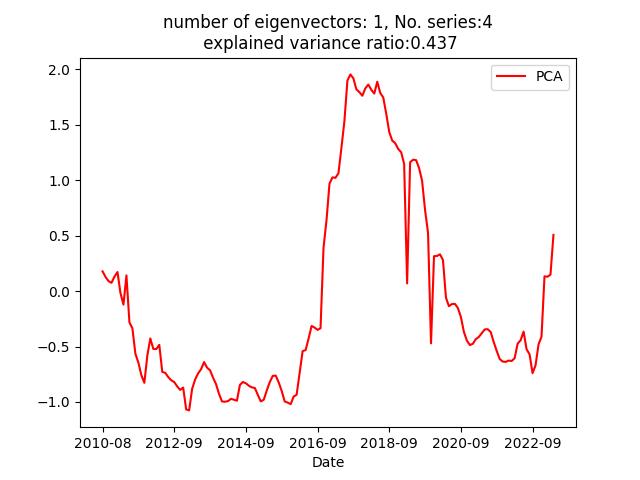 number of eigenvectors: 1, No. series:4
explained variance ratio:0.437
PCA
2.0
1.5
1.0
0.5
0.0
−0.5
−1.0
2010-08 2012-09 2014-09 2016-09 2018-09 2020-09 2022-09
Date